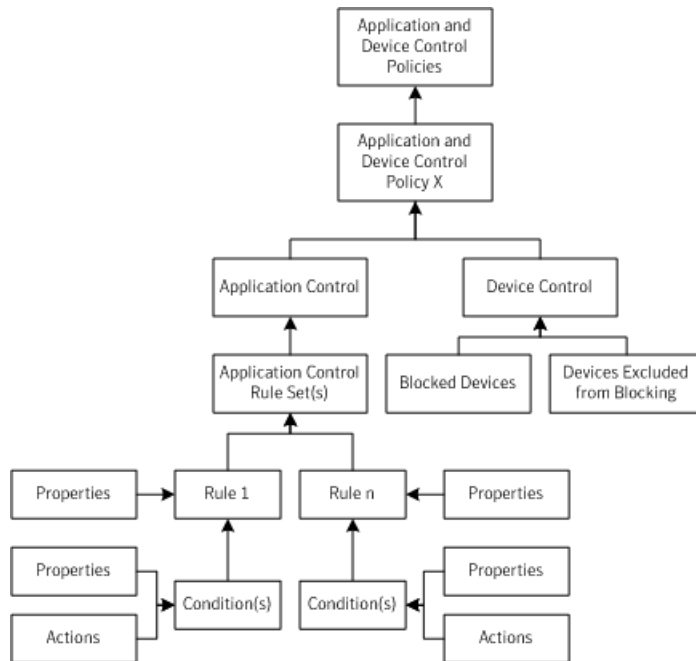 Application and
Device Control
Policies
Application and
Device Control
Policy X
Application Control
Device Control
Application Control
Rule Set(s)
Blocked Devices
Devices Excluded
from Blocking
Properties
Rule 1
Rule n
Properties
Properties
Condition(s)
Condition(s)
Properties
Actions
Actions